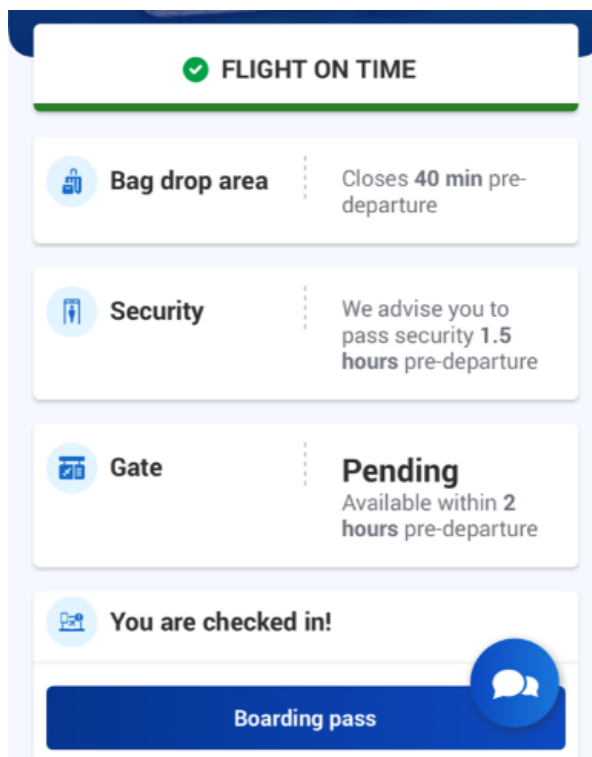 FLIGHT ON TIME
Bag drop area
Closes 40 min pre-
departure
Security
We advise you to
pass security 1.5
hours pre-departure
Gate
Pending
Available within 2
hours pre-departure
You are checked in!
Boarding pass